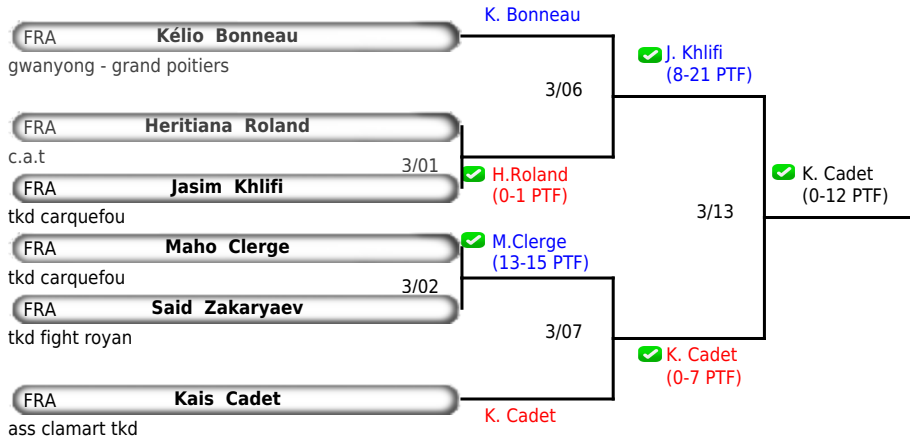 K. Bonneau
FRA Kélio Bonneau
gwanyong - grand poitiers
J. Khlifi
(8-21 PTF)
3/06
FRA Heritiana Roland
c.a.t
3/01
H.Roland
(0-1 PTF)
FRA Jasim Khlifi
tkd carquefou
K. Cadet
(0-12 PTF)
3/13
FRA Maho Clerge
tkd carquefou
M.Clerge
(13-15 PTF)
3/02
FRA Said Zakaryaev
tkd fight royan
3/07
K. Cadet
(0-7 PTF)
FRA Kais Cadet
ass clamart tkd
K. Cadet